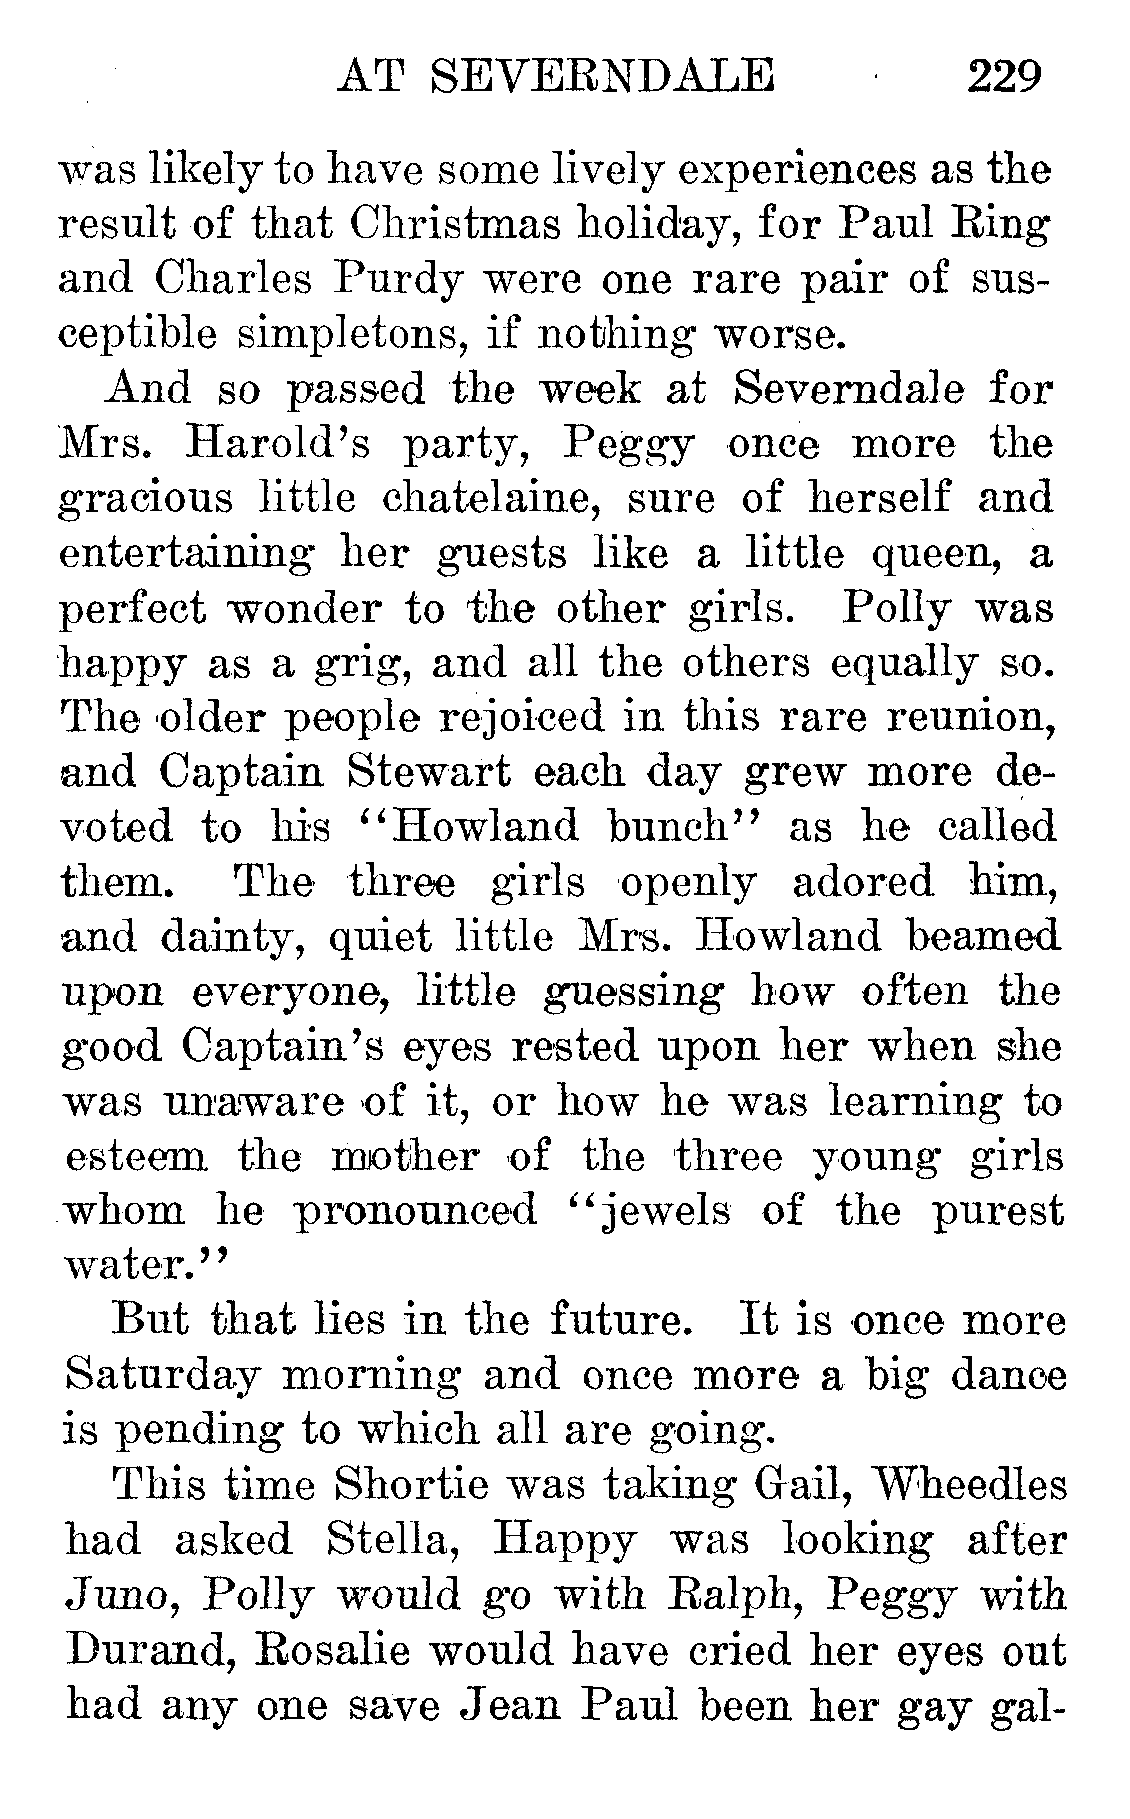 AT SEVERNDALE 229
was likely to have some lively experiences as the
result of that Christmas holiday, for Paul Ring
and Charles Purdy were one rare pair of sus-
ceptible simpletons, if nothing worse.
And so passed the week at Severndale for
Mrs. Harold's party, Peggy once more the
gracious little chatelaine, sure of herself and
entertaining her guests like a little queen, a
perfect wonder to the other girls. Polly was
happy as a grig, and all the others equally so.
The older people rejoiced in this rare reunion,
and Captain Stewart each day grew more de-
voted to his "Howland bunch" as he called
them. The three girls openly adored him,
and dainty, quiet little Mrs. Howland beamed
upon everyone, little guessing how often the
good Captain's eyes rested upon her when she
was unaware of it, or how he was learning to
esteem the mother of the three young girls
whom he pronounced "jewels of the purest
water."
But that lies in the future. It is once more
Saturday morning and once more a big dance
is pending to which all are going.
This time Shortie was taking Gail, Wheedles
had asked Stella, Happy was looking after
Juno, Polly would go with Ralph, Peggy with
Durand, Rosalie would have cried her eyes out
had any one save Jean Paul been her gay gal-